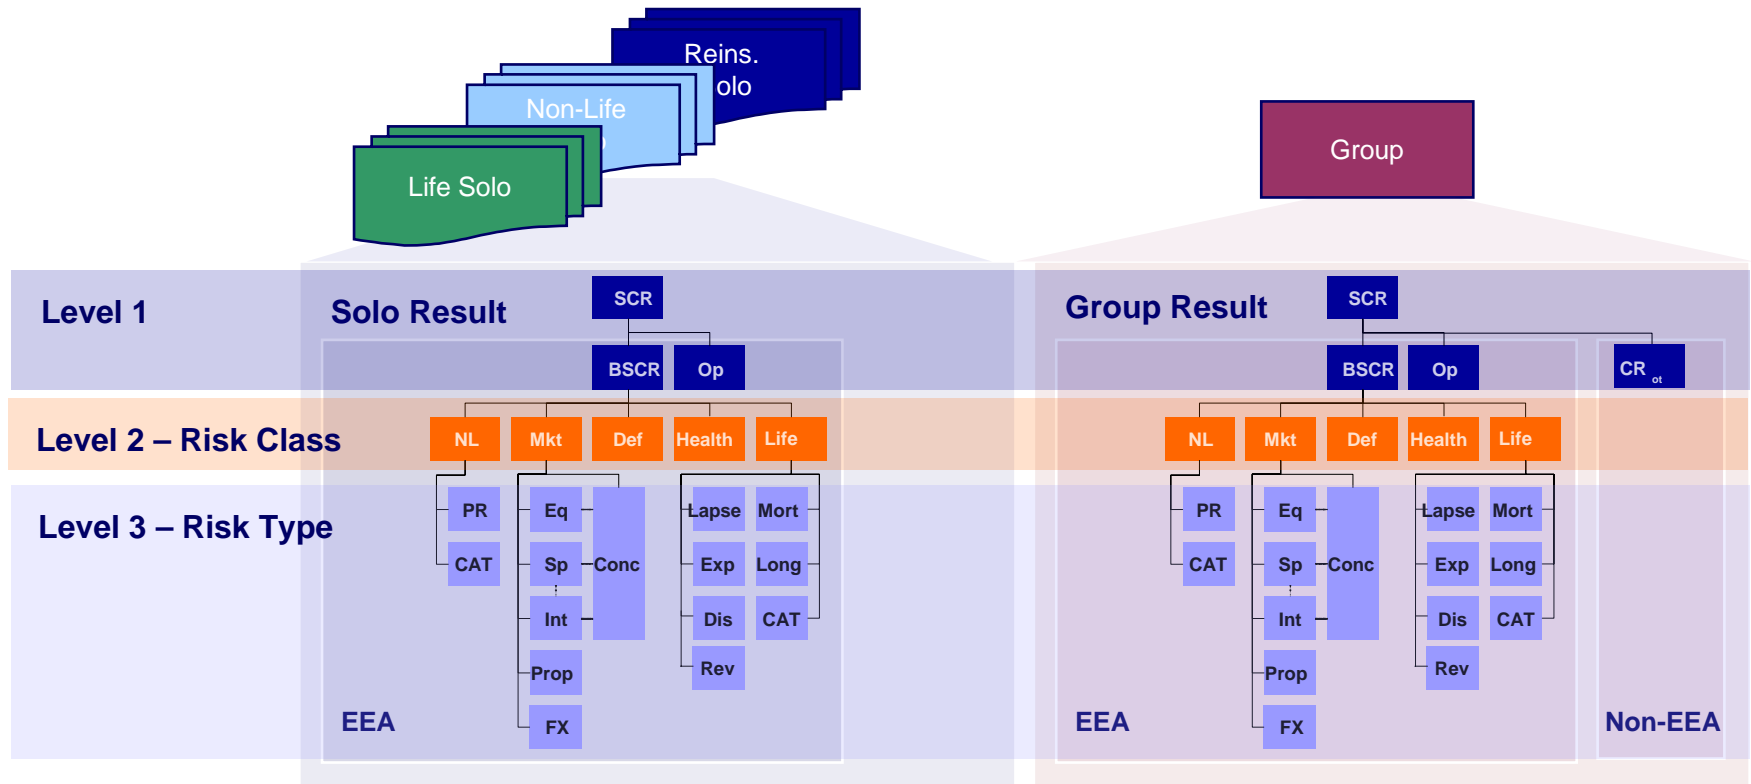 Reins.
olo
Non-Life
Life Solo
Group
Level 1
Solo Result
SCR
BSCR
Op
Group Result
SCR
BSCR
Op
CR ot
Level 2 – Risk Class
NL
Mkt
Def
Health
Life
NL
Mkt
Def
Health
Life
Level 3 – Risk Type
PR
Eq
Lapse
Mort
CAT
Sp
Conc
Exp
Long
Int
Dis
CAT
Prop
Rev
FX
EEA
PR
Eq
Lapse
Mort
CAT
Sp
Conc
Exp
Long
Int
Dis
CAT
Prop
Rev
FX
EEA
Non-EEA